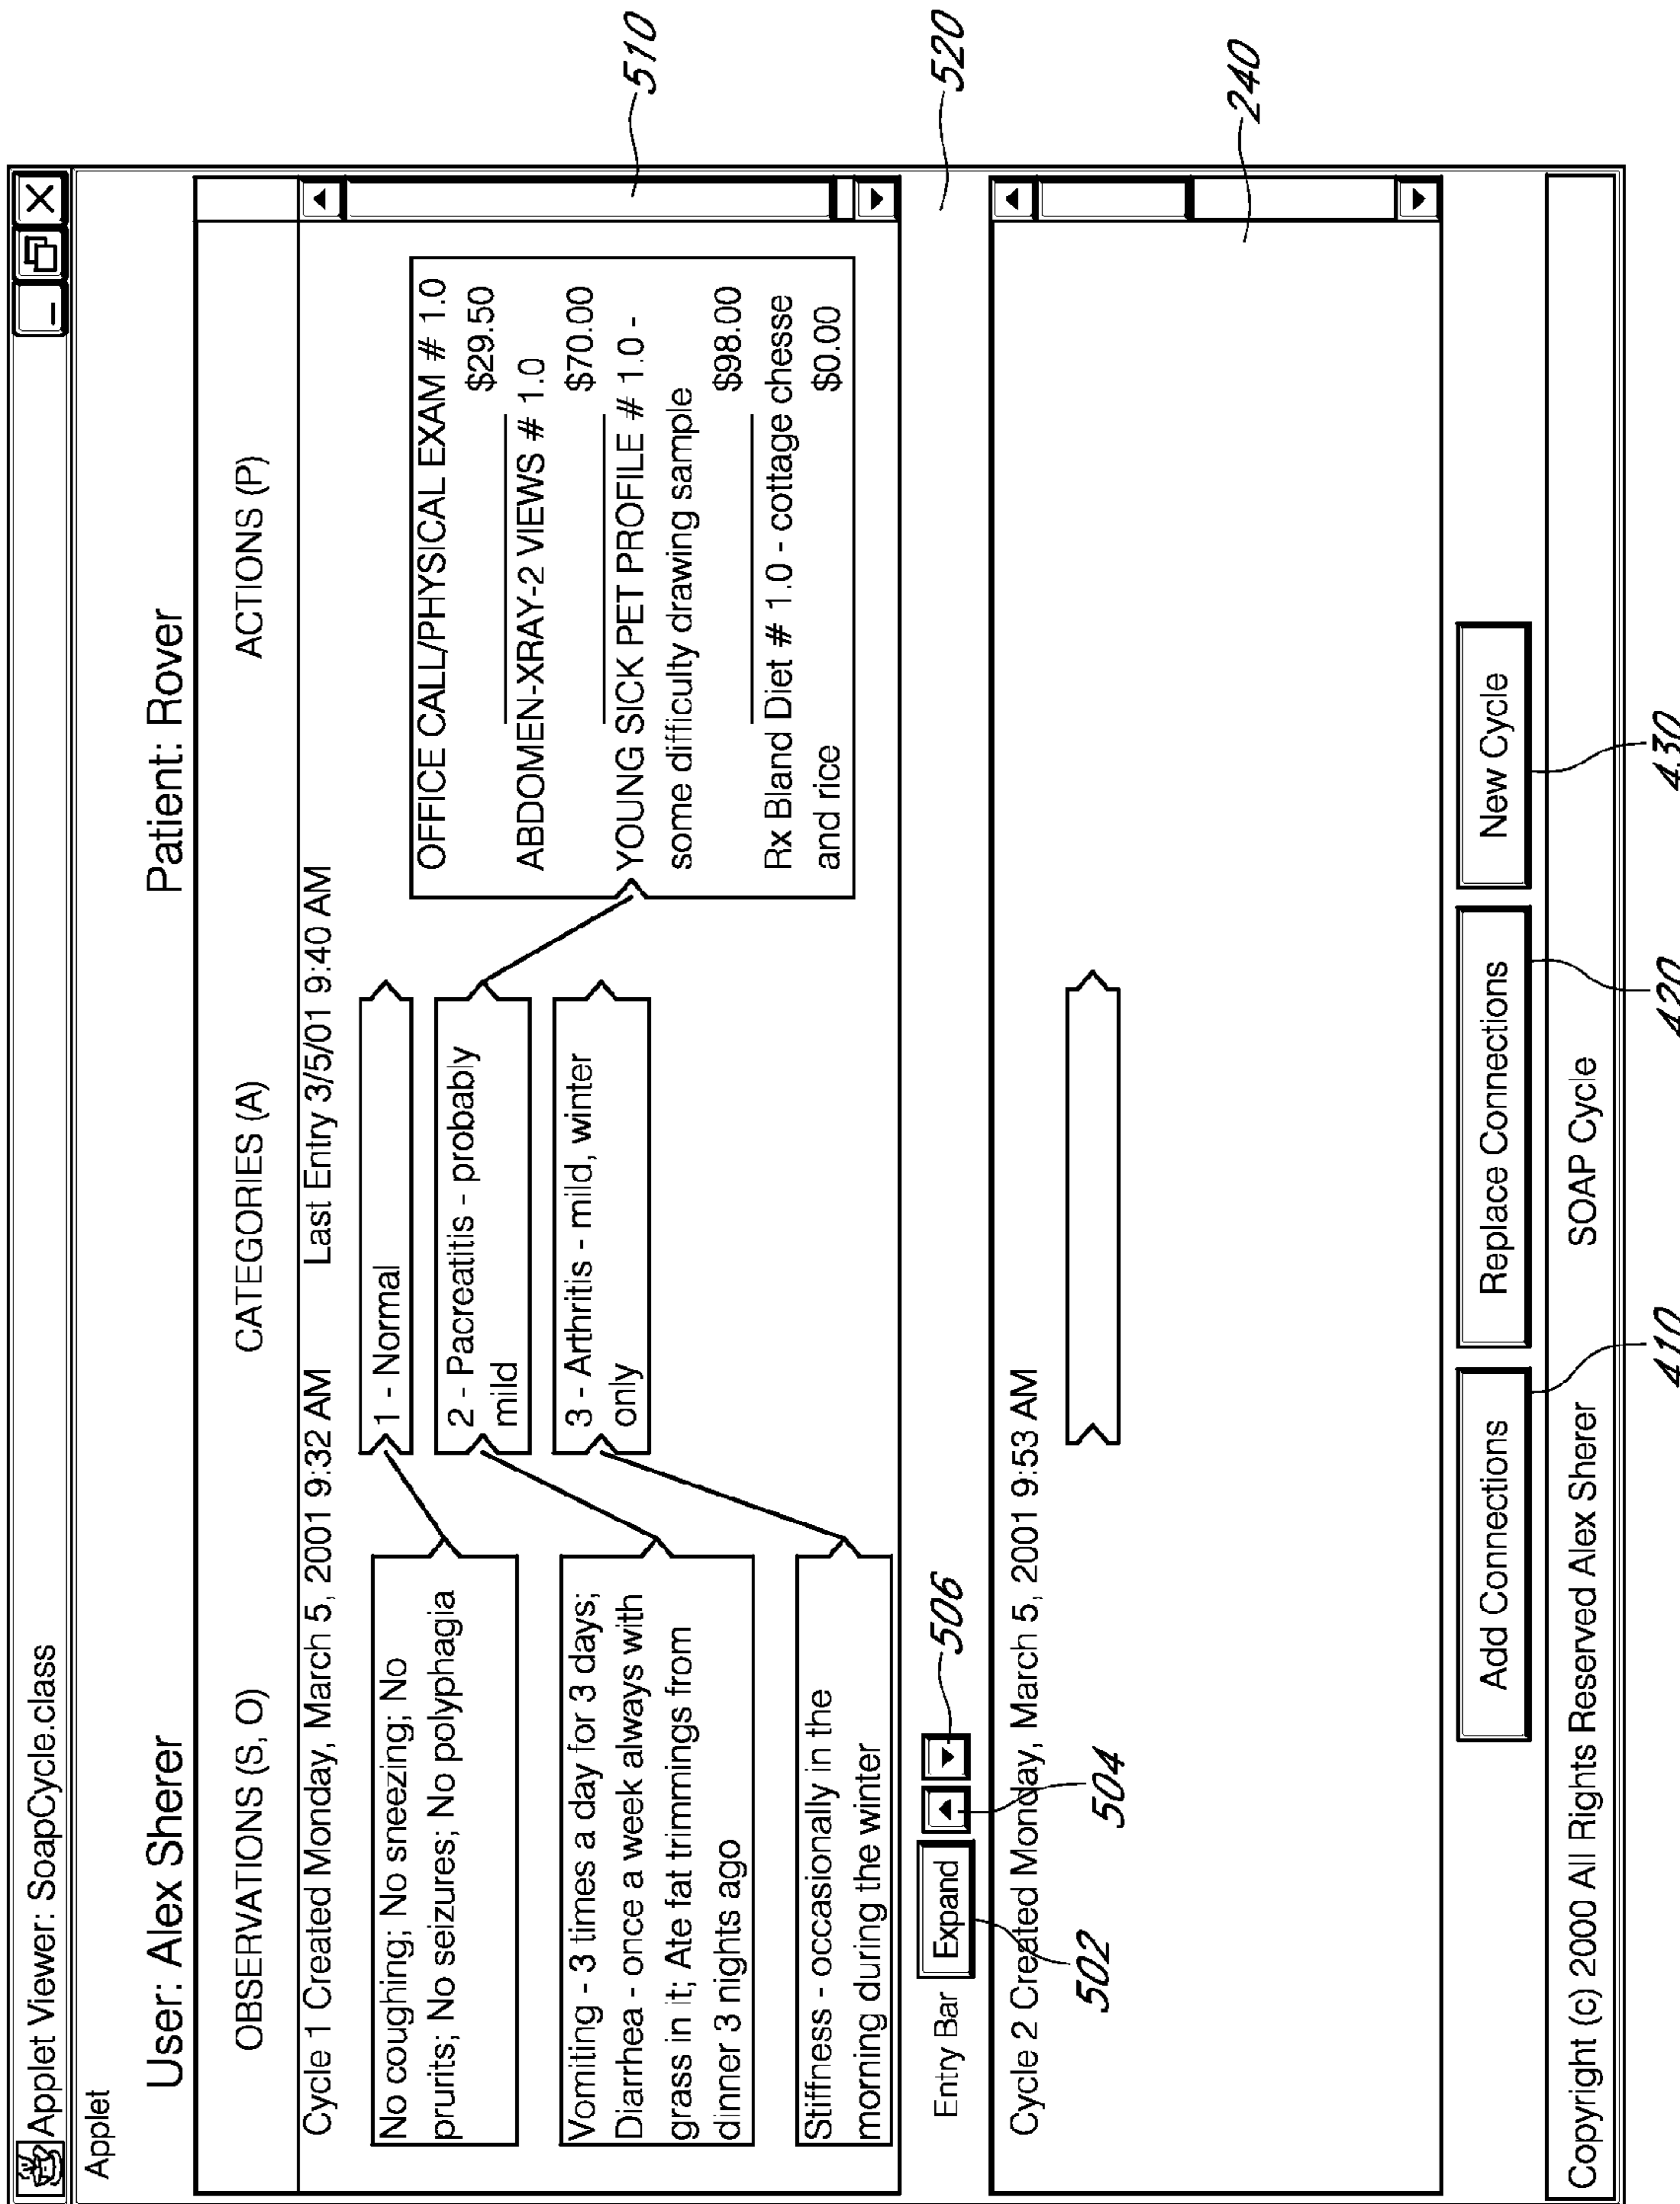 Applet Viewer: SoapCycle.class
Applet
User: Alex Sherer
Patient: Rover
OBSERVATIONS (S, O)
CATEGORIES (A)
ACTIONS (P)
Cycle 1 Created Monday, March 5, 2001 9:32 AM
Last Entry 3/5/01 9:40 AM
No coughing; No sneezing; No
prurits; No seizures; No polyphagia
Vomiting - 3 times a day for 3 days;
Diarrhea - once a week always with
grass in it; Ate fat trimmings from
dinner 3 nights ago
Stiffness - occasionally in the
morning during the winter
1 - Normal
2 - Pacreatitis - probably
mild
3 - Arthritis - mild, winter
only
OFFICE CALL/PHYSICAL EXAM # 1.0
$29.50
ABDOMEN-XRAY-2 VIEWS # 1.0
$70.00
YOUNG SICK PET PROFILE # 1.0 -
some difficulty drawing sample
$98.00
Rx Bland Diet # 1.0 - cottage chesse
and rice
$0.00
510
Entry Bar
Expand
506
520
Cycle 2 Created Monday, March 5, 2001 9:53 AM
502
504
240
Add Connections
Replace Connections
New Cycle
Copyright (c) 2000 All Rights Reserved Alex Sherer
SOAP Cycle
410
420
430